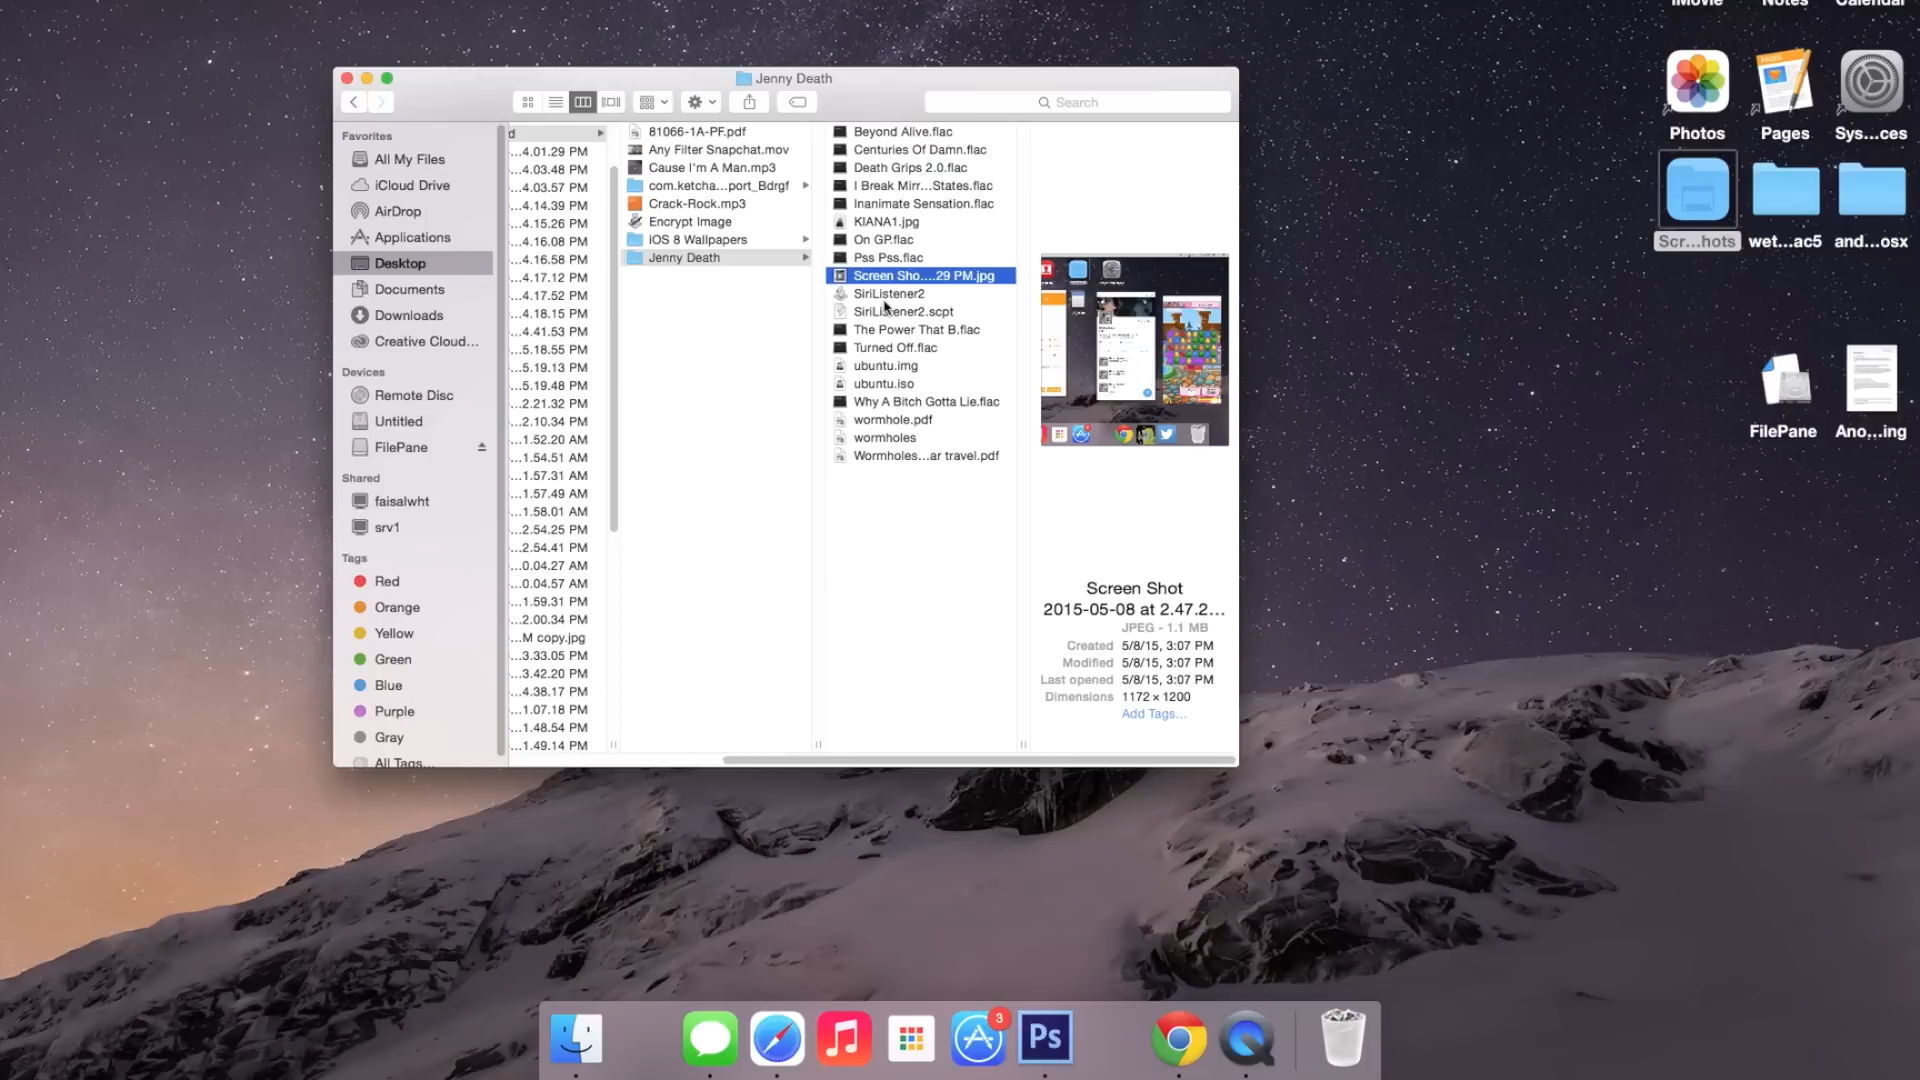 iMovie
Notes
Calendar
Jenny Death
Search
Favorites
All My Files
iCloud Drive
AirDrop
Applications
Desktop
Documents
Downloads
Creative Cloud...
Devices
Remote Disc
Untitled
FilePane
Shared
faisalwht
srv1
Tags
Red
Orange
Yellow
Green
Blue
Purple
Gray
All Tags...
d
...4.01.29 PM
...4.03.48 PM
...4.03.57 PM
...4.14.39 PM
...4.15.26 PM
...4.16.08 PM
...4.16.58 PM
...4.17.12 PM
...4.17.52 PM
...4.18.15 PM
...4.41.53 PM
...5.18.55 PM
...5.19.13 PM
...5.19.48 PM
...2.21.32 PM
...2.10.34 PM
...1.52.20 AM
...1.54.51 AM
...1.57.31 AM
...1.57.49 AM
...1.58.01 AM
...2.54.25 PM
...2.54.41 PM
...0.04.27 AM
...0.04.57 AM
...1.59.31 PM
...2.00.34 PM
...M copy.jpg
...3.33.05 PM
...3.42.20 PM
...4.38.17 PM
...1.07.18 PM
...1.48.54 PM
...1.49.14 PM
81066-1A-PF.pdf
Any Filter Snapchat.mov
Cause I'm A Man.mp3
com.ketcha...port_Bdrgf
Crack-Rock.mp3
Encrypt Image
iOS 8 Wallpapers
Jenny Death
Beyond Alive.flac
Centuries Of Damn.flac
Death Grips 2.0.flac
I Break Mirr...States.flac
Inanimate Sensation.flac
KIANA1.jpg
On GP.flac
Pss Pss.flac
Screen Sho....29 PM.jpg
SiriListener2
SiriListener2.scpt
The Power That B.flac
Turned Off.flac
ubuntu.img
ubuntu.iso
Why A Bitch Gotta Lie.flac
wormhole.pdf
wormholes
Wormholes...ar travel.pdf
Screen Shot
2015-05-08 at 2.47.2...
JPEG - 1.1 MB
Created 5/8/15, 3:07 PM
Modified 5/8/15, 3:07 PM
Last opened 5/8/15, 3:07 PM
Dimensions 1172 × 1200
Add Tags...
PAGES
Photos
Pages
Sys...ces
Scr...hots
wet...ac5
and...osx
FilePane
Ano...ing
3
Ps